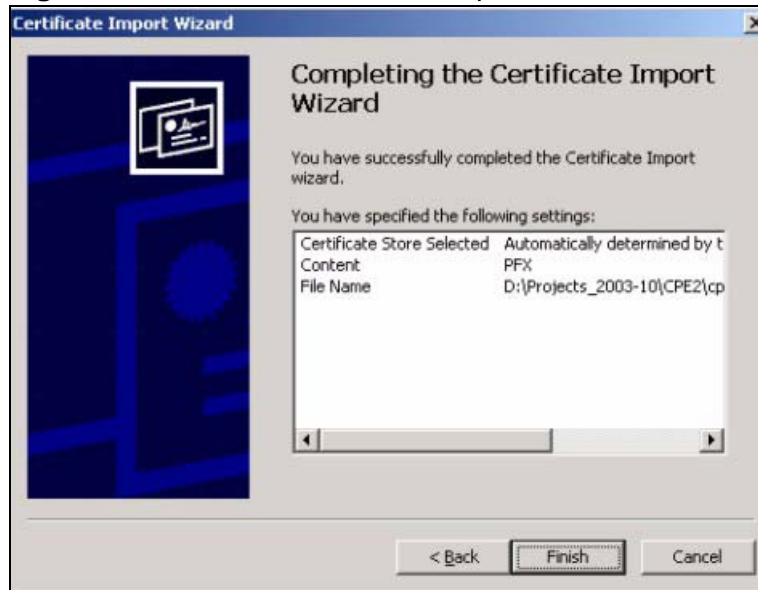 Certificate Import Wizard
Completing the Certificate Import
Wizard
You have successfully completed the Certificate Import
wizard.
You have specified the following settings:
Certificate Store Selected Automatically determined by t
Content PFX
File Name D:\Projects_2003-10\CPE2\cp
< Back Finish Cancel